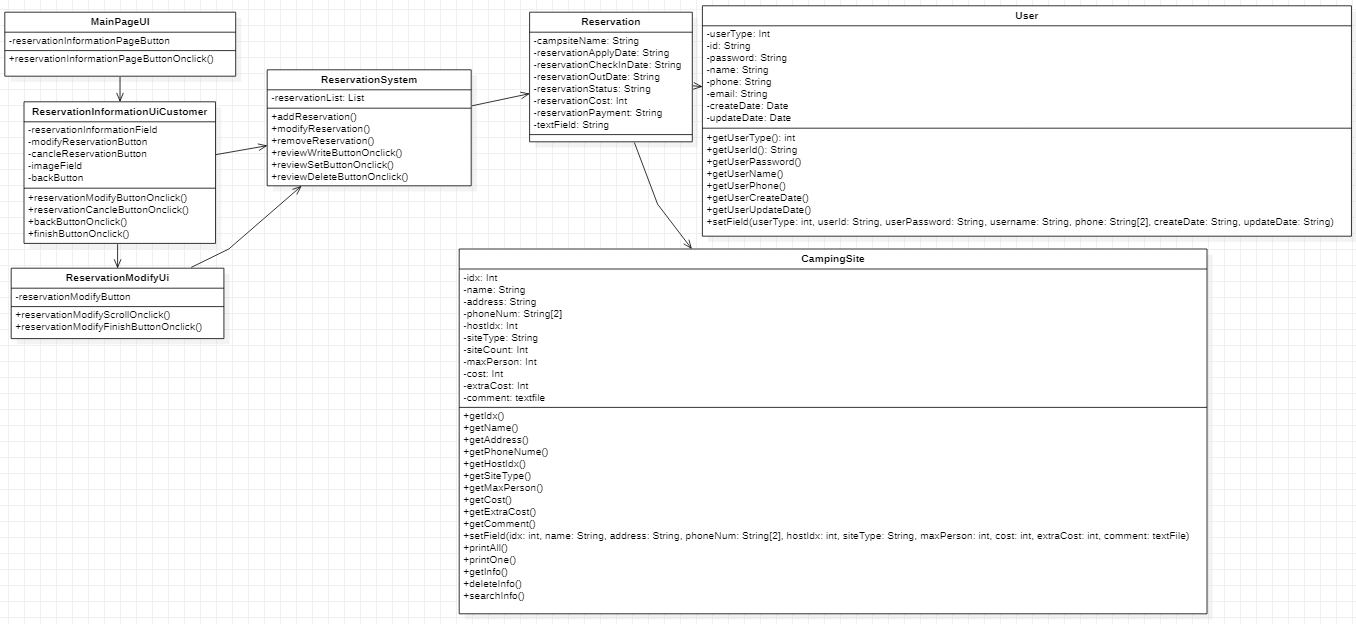 MainPageUI
-reservationInformationPageButton
+reservationInformationPageButtonOnclick()
ReservationInformationUiCustomer
-reservationInformationField
-modifyReservationButton
-cancleReservationButton
-imageField
-backButton
+reservationModifyButtonOnclick()
+reservationCancleButtonOnclick()
+backButtonOnclick()
+finishButtonOnclick()
ReservationModifyUi
-reservationModifyButton
+reservationModifyScrollOnclick()
+reservationModifyFinishButtonOnclick()
ReservationSystem
-reservationList: List
+addReservation()
+modifyReservation()
+removeReservation()
+reviewWriteButtonOnclick()
+reviewSetButtonOnclick()
+reviewDeleteButtonOnclick()
Reservation
-campsiteName: String
-reservationApplyDate: String
-reservationCheckInDate: String
-reservationOutDate: String
-reservationStatus: String
-reservationCost: Int
-reservationPayment: String
-textField: String
User
-userType: Int
-id: String
-password: String
-name: String
-phone: String
-email: String
-createDate: Date
-updateDate: Date
+getUserType(): int
+getUserId(): String
+getUserPassword()
+getUserName()
+getUserPhone()
+getUserCreateDate()
+getUserUpdateDate()
+setField(userType: int, userId: String, userPassword: String, username: String, phone: String[2], createDate: String, updateDate: String)
CampingSite
-idx: Int
-name: String
-address: String
-phoneNum: String[2]
-hostIdx: Int
-siteType: String
-siteCount: Int
-maxPerson: Int
-cost: Int
-extraCost: Int
-comment: textfile
+getIdx()
+getName()
+getAddress()
+getPhoneNume()
+getHostIdx()
+getSiteType()
+getMaxPerson()
+getCost()
+getExtraCost()
+getComment()
+setField(idx: int, name: String, address: String, phoneNum: String[2], hostIdx: int, siteType: String, maxPerson: int, cost: int, extraCost: int, comment: textFile)
+printAll()
+printOne()
+getInfo()
+deleteInfo()
+searchInfo()